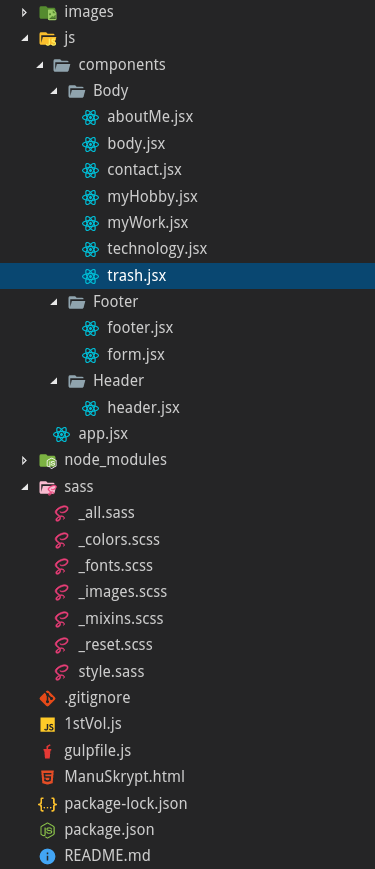 images
js
components
Body
aboutMe.jsx
body.jsx
contact.jsx
myHobby.jsx
myWork.jsx
technology.jsx
trash.jsx
Footer
footer.jsx
form.jsx
Header
header.jsx
app.jsx
node_modules
sass
_all.sass
_colors.scss
_fonts.scss
_images.scss
_mixins.scss
_reset.scss
style.sass
.gitignore
JS 1stVol.js
gulpfile.js
ManuSkrypt.html
{..} package-lock.json
package.json
README.md